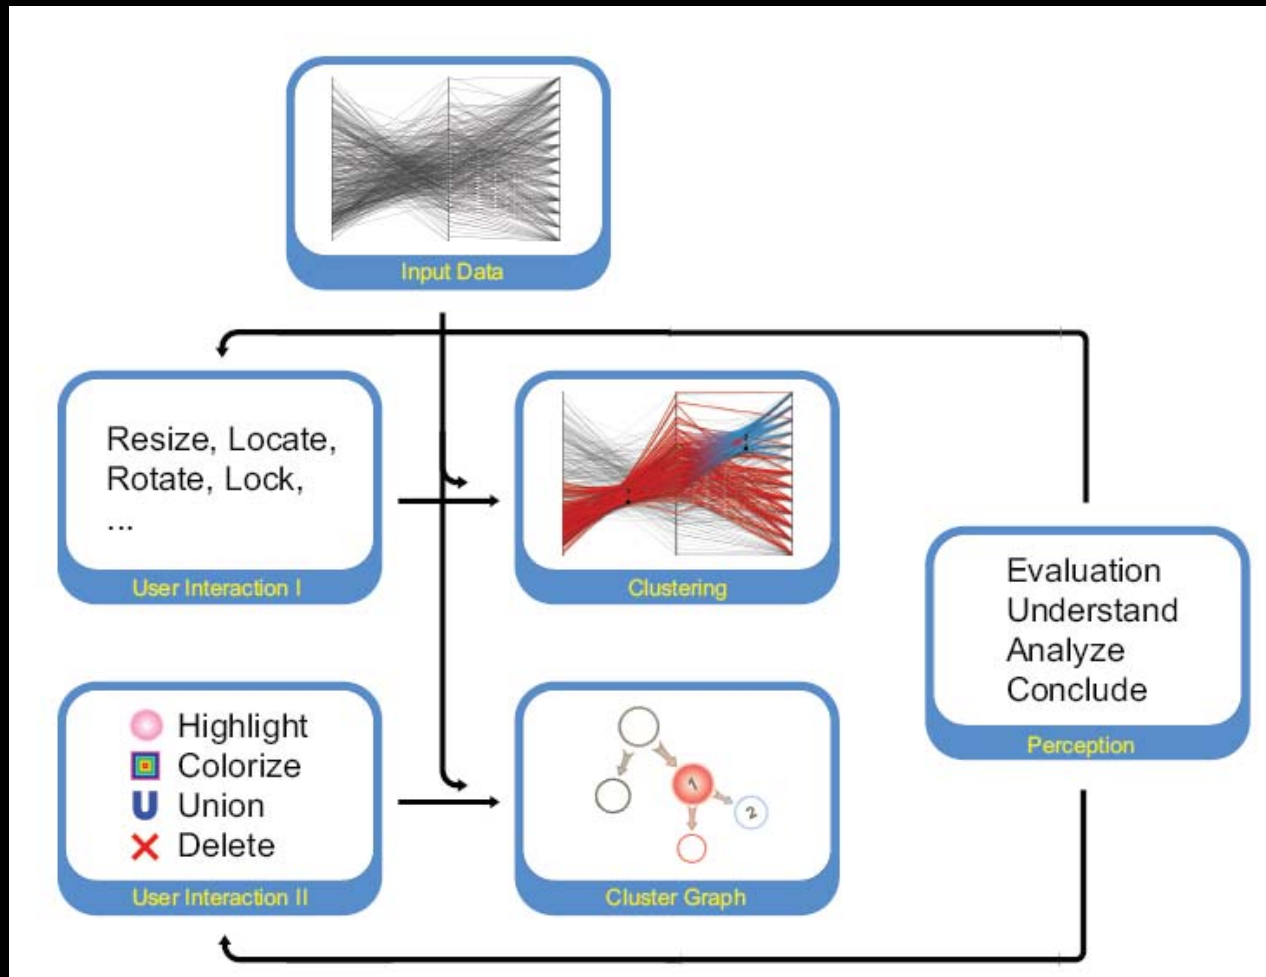 Input Data
Resize, Locate,
Rotate, Lock,
...
User Interaction I
Clustering
Evaluation
Understand
Analyze
Conclude
Perception
Highlight
Colorize
Union
Delete
User Interaction II
1
2
Cluster Graph